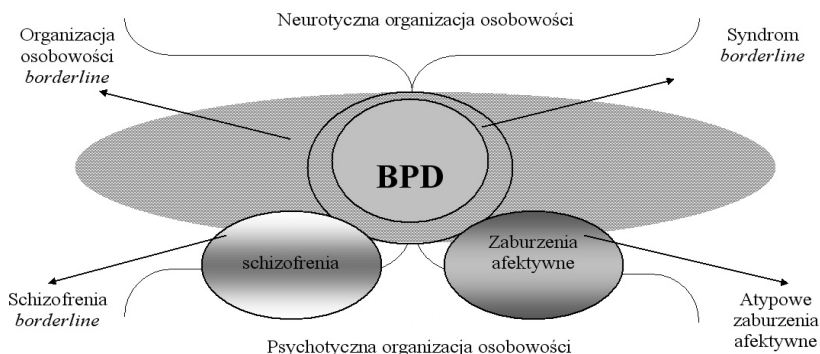 Neurotyczna organizacja osobowości
Organizacja
osobowości
borderline
Syndrom
borderline
BPD
schizofrenia
Zaburzenia
afektywne
Schizofrenia
borderline
Atypowe
zaburzenia
afektywne
Psychotyczna organizacja osobowości